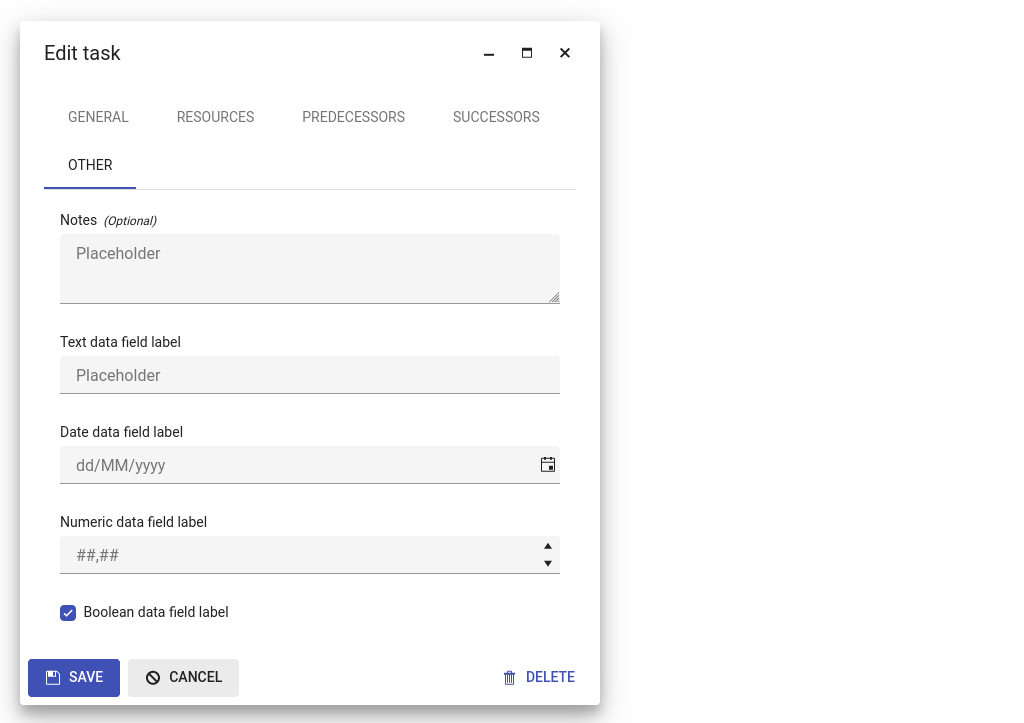 Edit task
GENERAL RESOURCES PREDECESSORS SUCCESSORS
OTHER
Notes (Optional)
Placeholder
Text data field label
Placeholder
Date data field label
dd/MM/yyyy
Numeric data field label
##,##
Boolean data field label
SAVE CANCEL DELETE